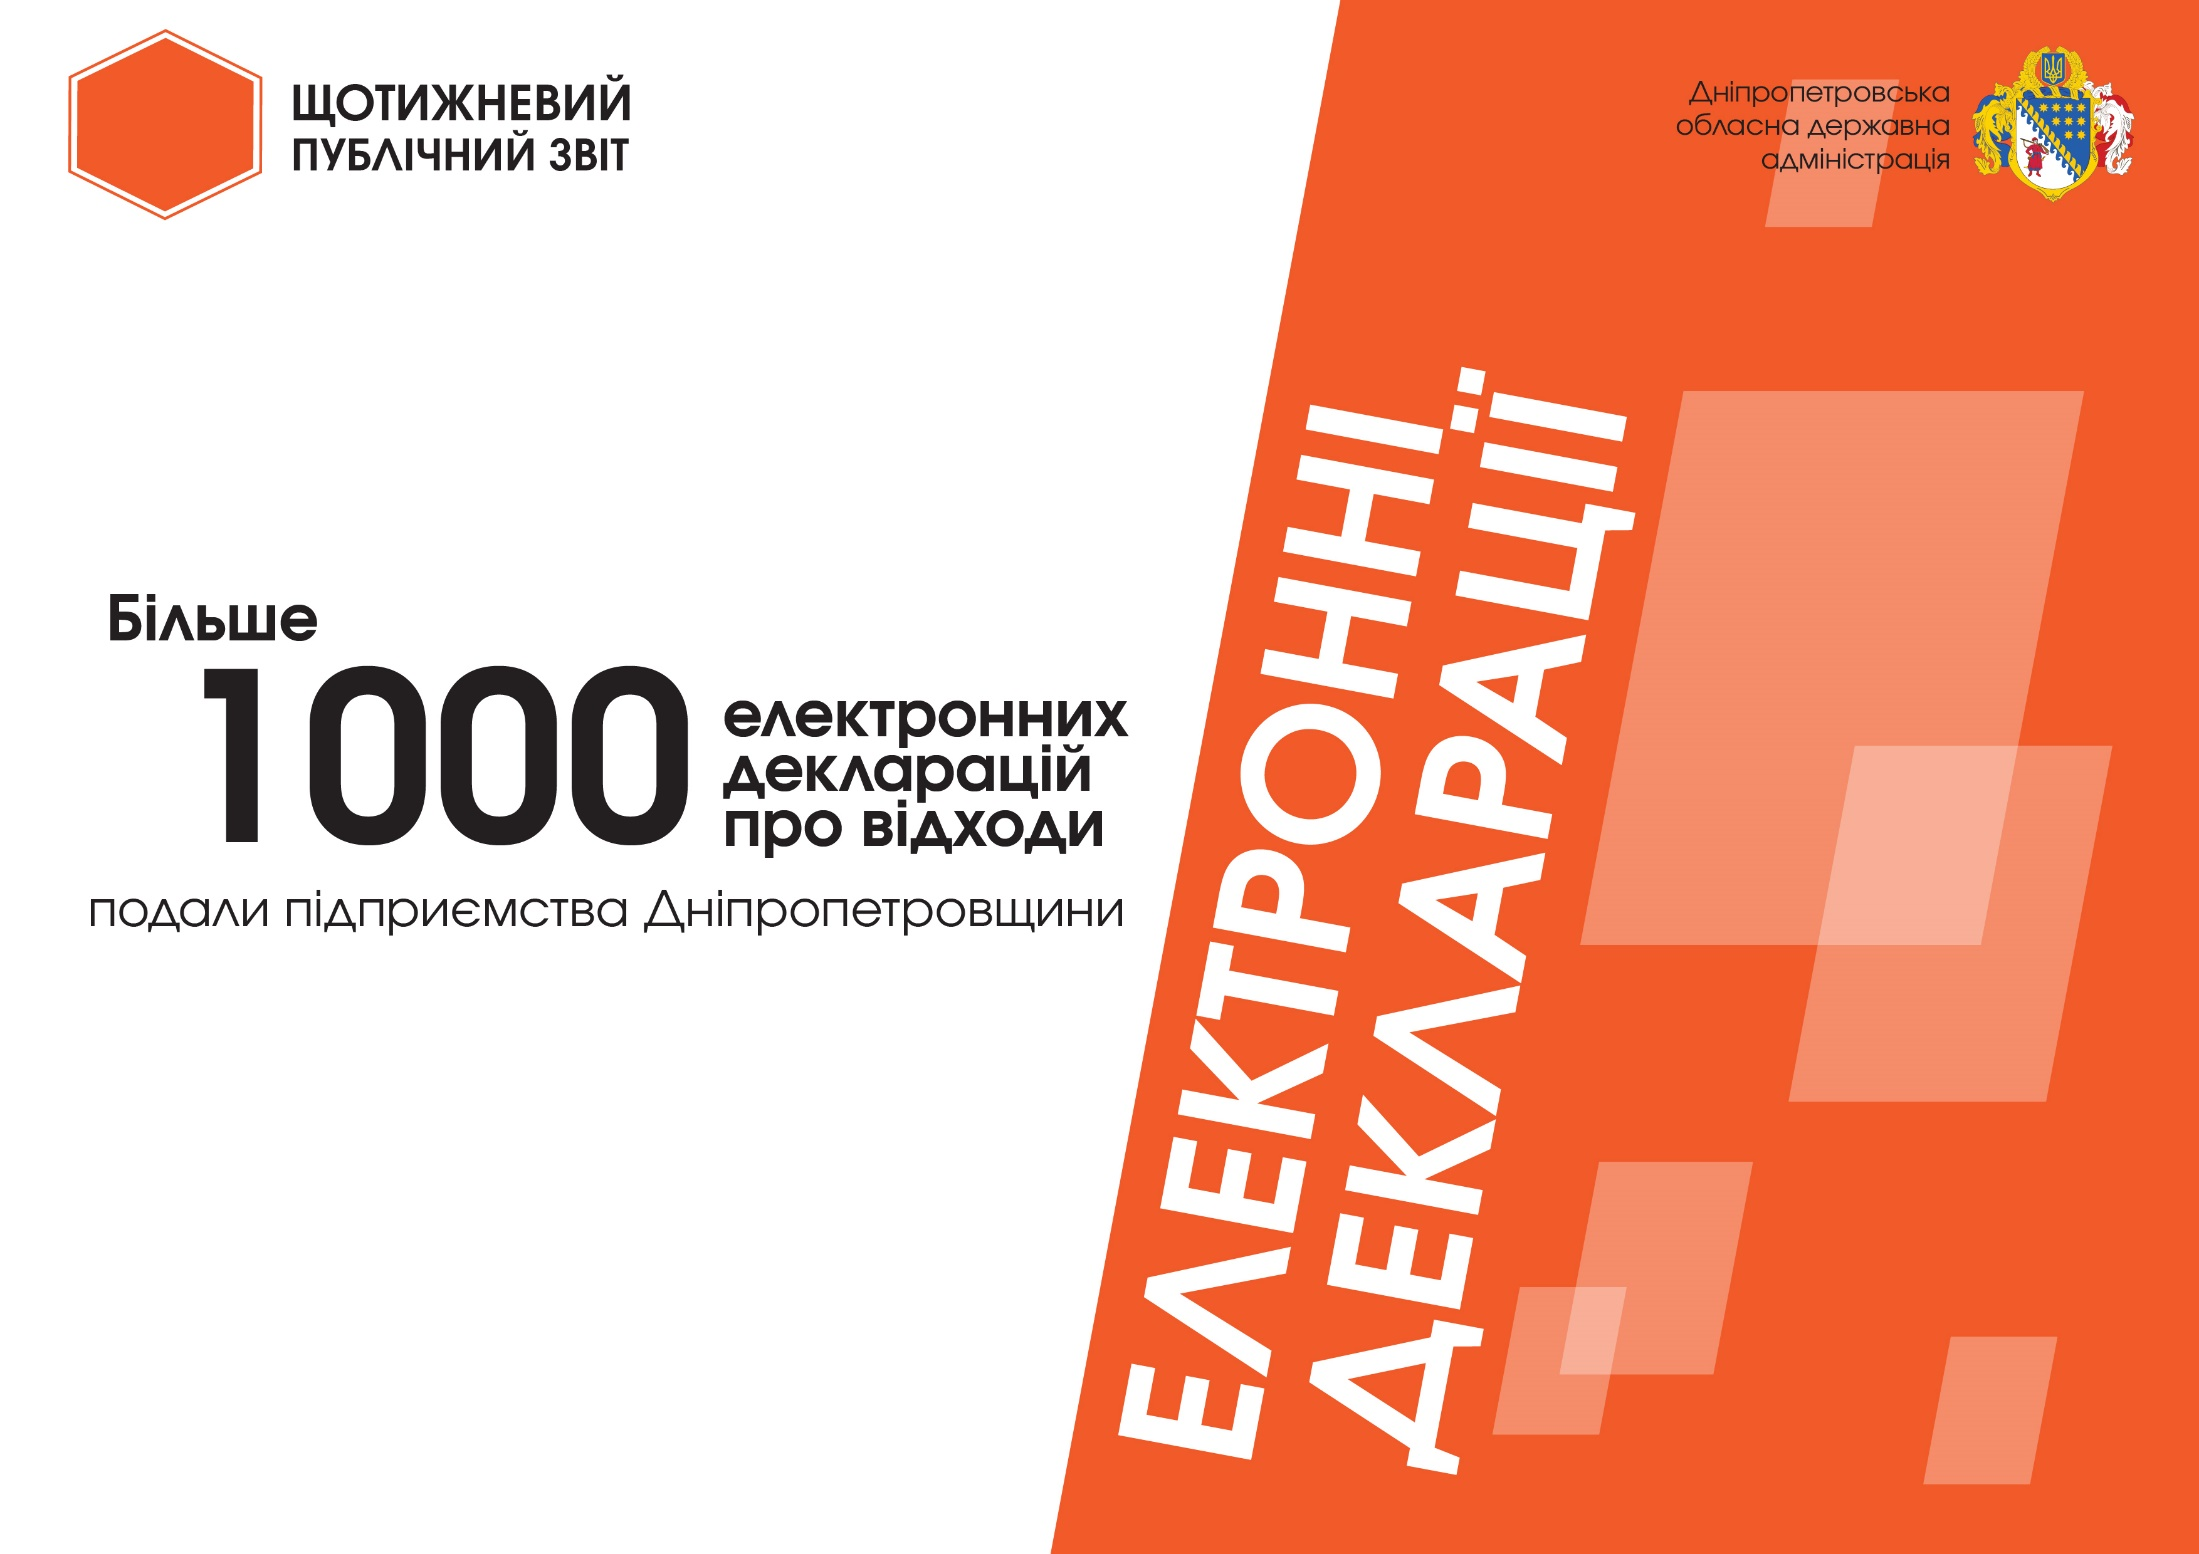 ЩОТИЖНЕВИЙ
ПУБЛІЧНИЙ ЗВІТ
Дніпропетровська
обласна державна
адміністрація
Більше
1000
електронних
декларацій
про відходи
подали підприємства Дніпропетровщини
ЕЛЕКТРОННІ
ДЕКЛАРАЦІЇ